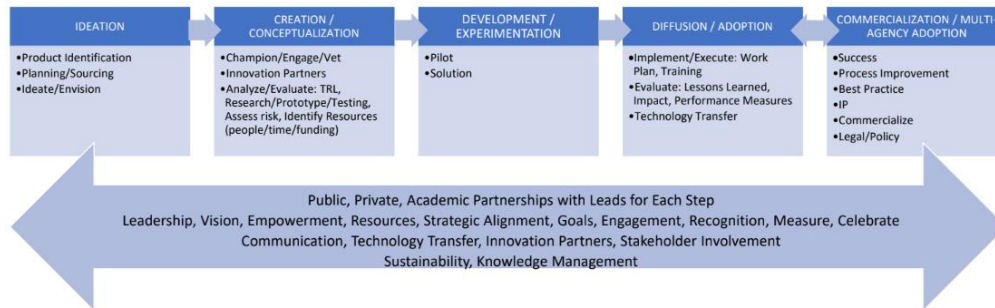 IDEATION
•Product Identification
•Planning/Sourcing
•Ideate/Envision
CREATION /
CONCEPTUALIZATION
•Champion/Engage/Vet
•Innovation Partners
•Analyze/Evaluate: TRL,
Research/Prototype/Testing,
Assess risk, Identify Resources
(people/time/funding)
DEVELOPMENT /
EXPERIMENTATION
•Pilot
•Solution
DIFFUSION / ADOPTION
•Implement/Execute: Work
Plan, Training
•Evaluate: Lessons Learned,
Impact, Performance Measures
•Technology Transfer
COMMERCIALIZATION / MULTI-
AGENCY ADOPTION
•Success
•Process Improvement
•Best Practice
•IP
•Commercialize
•Legal/Policy
Public, Private, Academic Partnerships with Leads for Each Step
Leadership, Vision, Empowerment, Resources, Strategic Alignment, Goals, Engagement, Recognition, Measure, Celebrate
Communication, Technology Transfer, Innovation Partners, Stakeholder Involvement
Sustainability, Knowledge Management